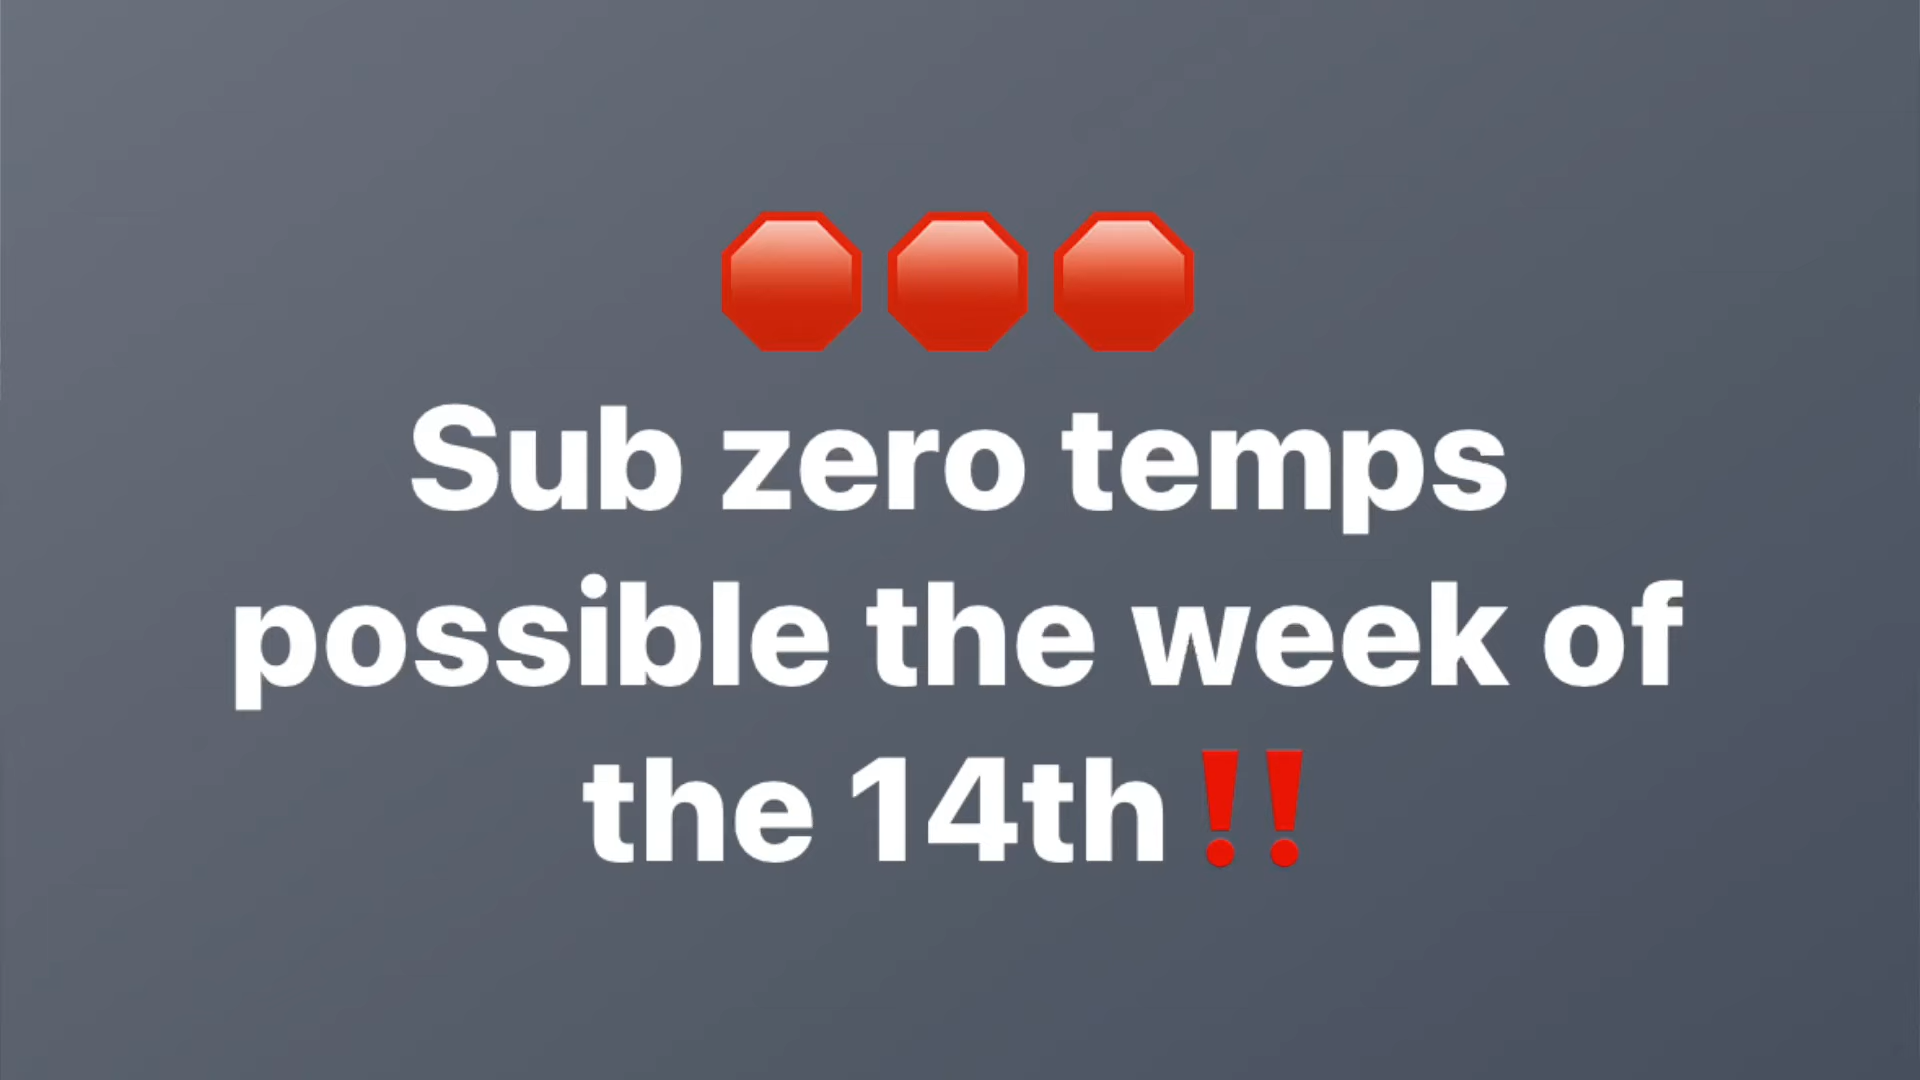 🛑🛑🛑
Sub zero temps
possible the week of
the 14th‼️